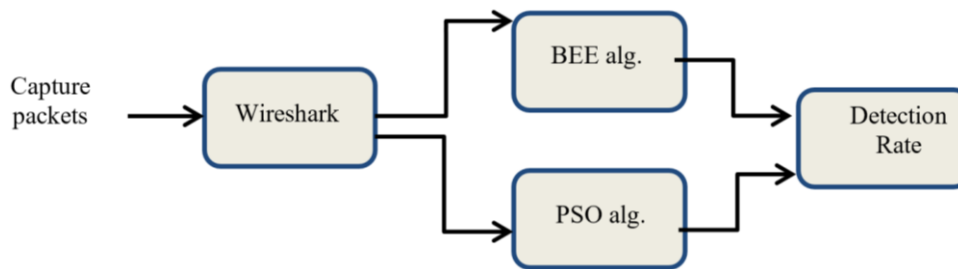 Capture
packets
Wireshark
BEE alg.
PSO alg.
Detection
Rate